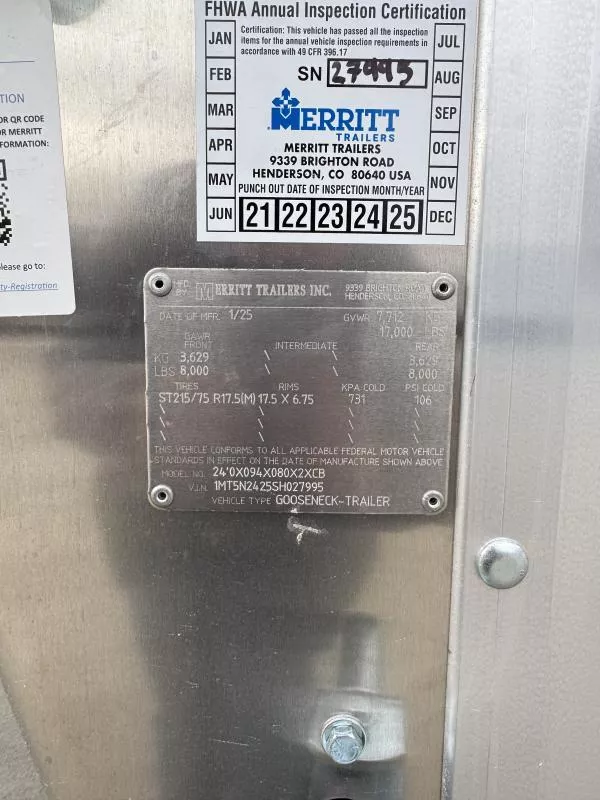 FHWA Annual Inspection Certification
Certification: This vehicle has passed all the inspection
items for the annual vehicle inspection requirements in
accordance with 49 CFR 396.17
JAN
FEB
MAR
APR
MAY
JUN
SN 27995
MERRITT
TRAILERS
MERRITT TRAILERS
9339 BRIGHTON ROAD
HENDERSON, CO 80640 USA
PUNCH OUT DATE OF INSPECTION MONTH/YEAR
21 22 23 24 25
JUL
AUG
SEP
OCT
NOV
DEC
TION
OR QR CODE
OR MERRITT
FORMATION:
please go to:
ty-Registration
MFD BY MERRITT TRAILERS INC. 9339 BRIGHTON ROAD
HENDERSON, CO. 80640
DATE OF MFR. 1/25 GVWR 7,712 KG
17,000 LBS
GAWR
FRONT INTERMEDIATE REAR
KG 3,629 \ \ 3,629
LBS 8,000 \ \ 8,000
TIRES RIMS KPA COLD PSI COLD
ST215/75 R17.5(M) 17.5 X 6.75 731 106
\ \ \ \
\ \ \ \
\ \ \ \
THIS VEHICLE CONFORMS TO ALL APPLICABLE FEDERAL MOTOR VEHICLE
STANDARDS IN EFFECT ON THE DATE OF MANUFACTURE SHOWN ABOVE
MODEL NO. 24'0X094X080X2XCB
V.I.N. 1MT5N2425SH027995
VEHICLE TYPE GOOSENECK-TRAILER